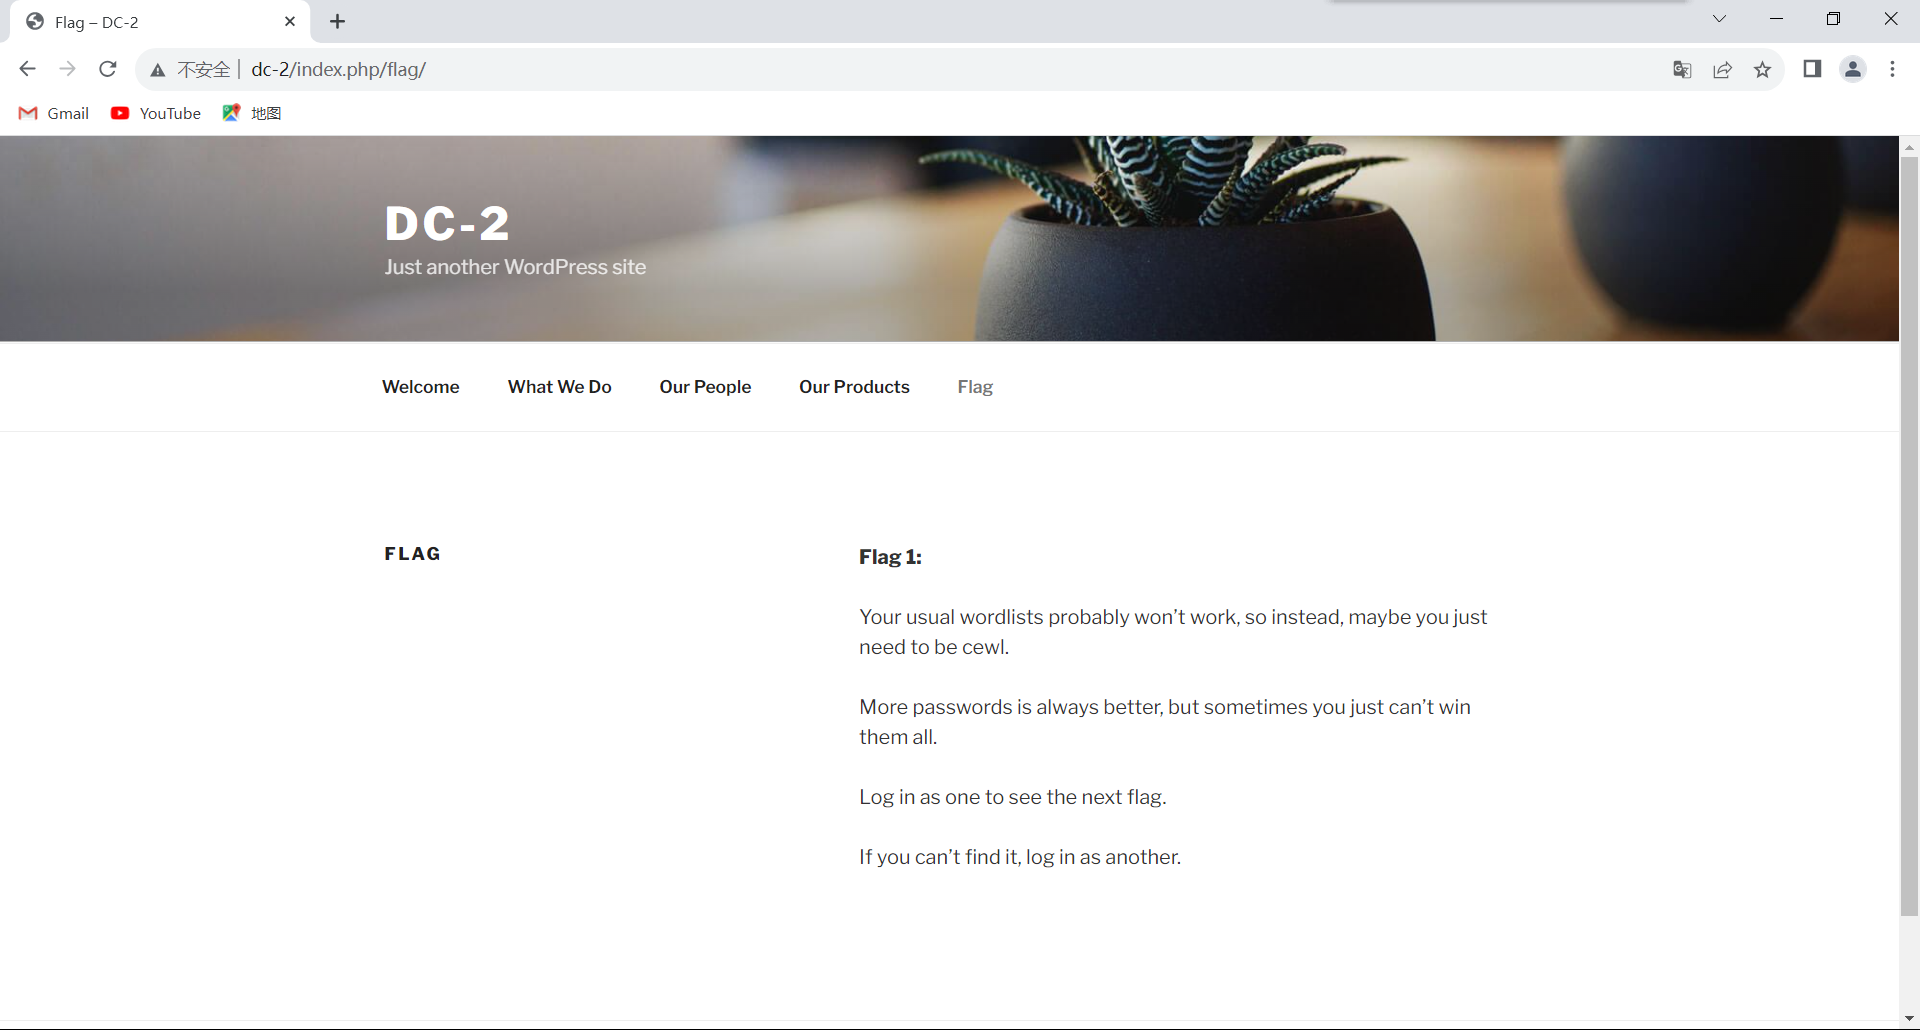 Flag – DC-2
不安全 | dc-2/index.php/flag/
Gmail YouTube 地图
DC-2
Just another WordPress site
Welcome What We Do Our People Our Products Flag
FLAG
Flag 1:
Your usual wordlists probably won’t work, so instead, maybe you just
need to be cewl.
More passwords is always better, but sometimes you just can’t win
them all.
Log in as one to see the next flag.
If you can’t find it, log in as another.